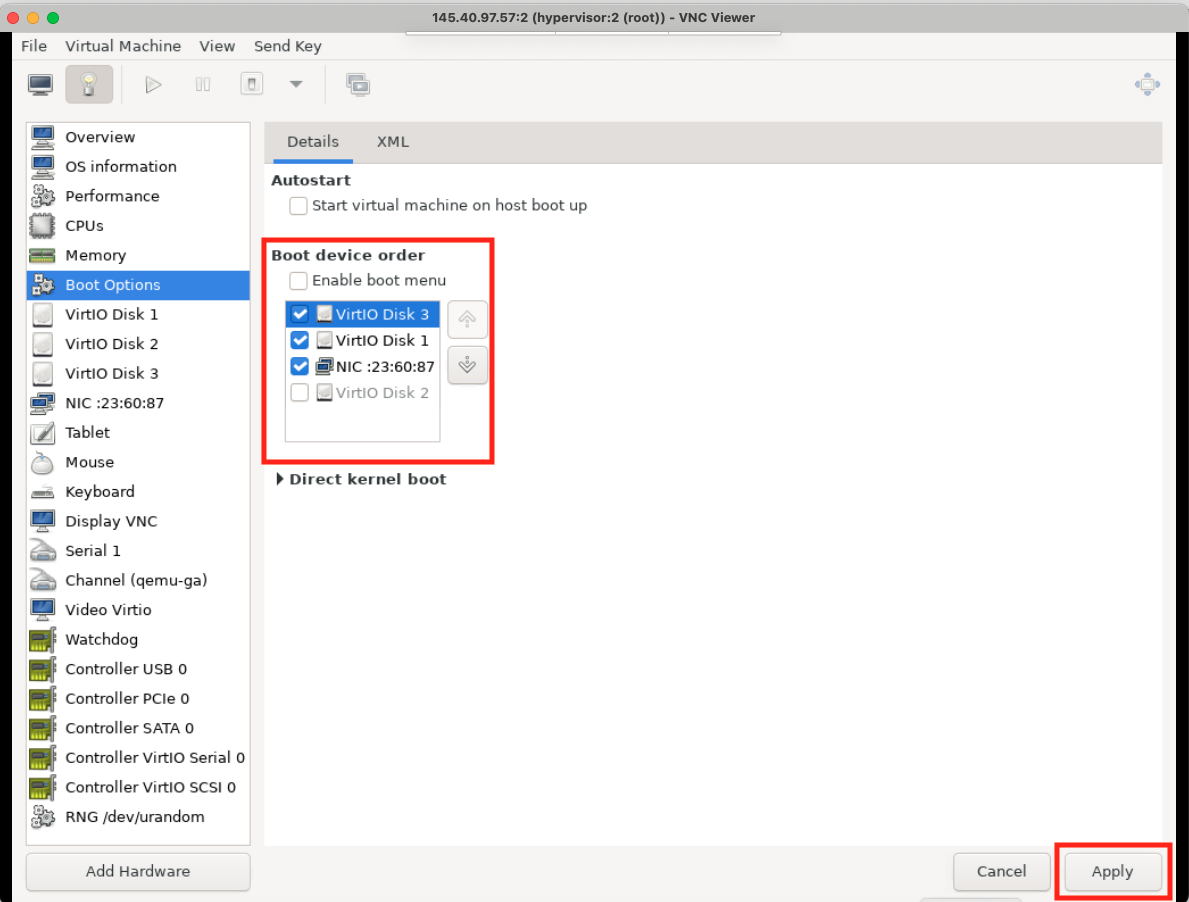 145.40.97.57:2 (hypervisor:2 (root)) - VNC Viewer
File Virtual Machine View Send Key
Overview
OS information
Performance
CPUs
Memory
Boot Options
VirtIO Disk 1
VirtIO Disk 2
VirtIO Disk 3
NIC :23:60:87
Tablet
Mouse
Keyboard
Display VNC
Serial 1
Channel (qemu-ga)
Video Virtio
Watchdog
Controller USB 0
Controller PCIe 0
Controller SATA 0
Controller VirtIO Serial 0
Controller VirtIO SCSI 0
RNG /dev/urandom
Add Hardware
Details XML
Autostart
Start virtual machine on host boot up
Boot device order
Enable boot menu
VirtIO Disk 3
VirtIO Disk 1
NIC :23:60:87
VirtIO Disk 2
Direct kernel boot
Cancel Apply